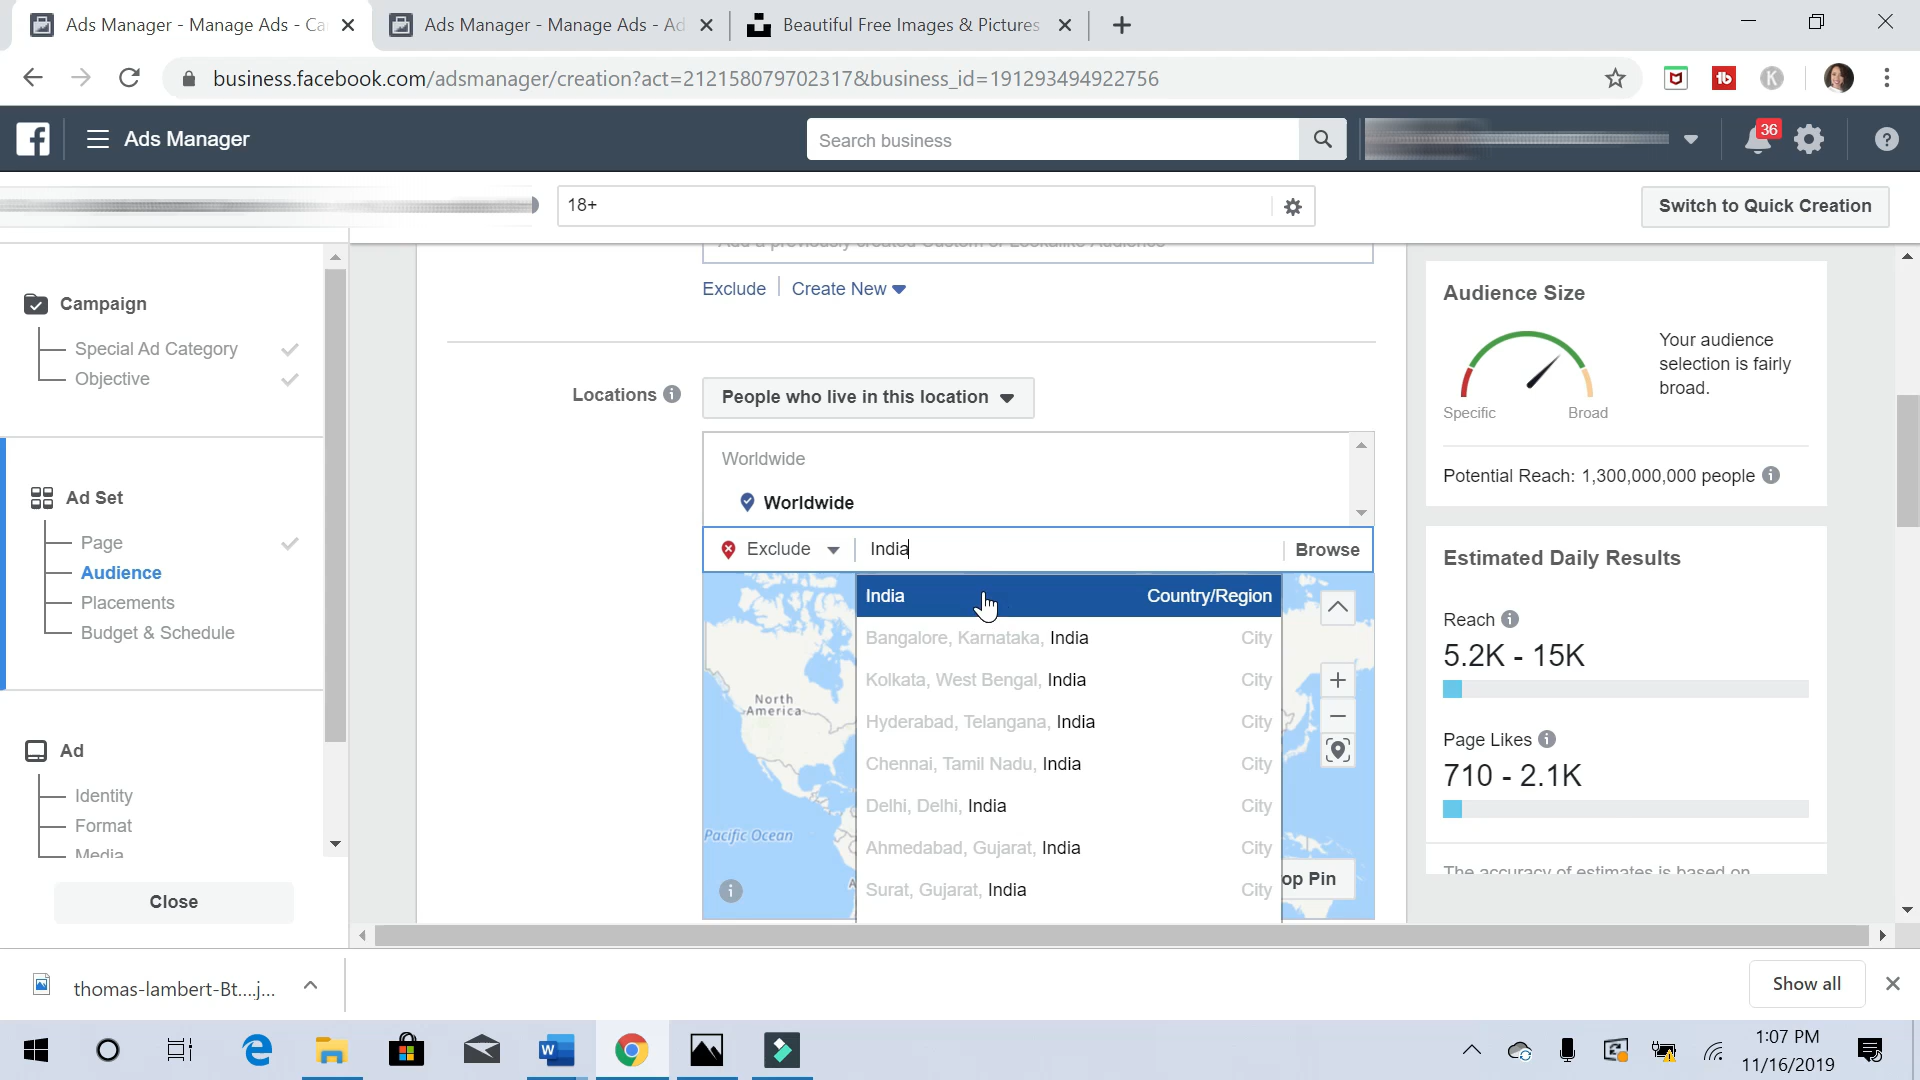 Ads Manager - Manage Ads - Ca
Ads Manager - Manage Ads - Ad
Beautiful Free Images & Pictures
business.facebook.com/adsmanager/creation?act=212158079702317&business_id=191293494922756
Ads Manager
Search business
36
18+
Switch to Quick Creation
Add a previously created Custom or Lookalike Audience
Exclude
Create New
Campaign
Special Ad Category
Objective
Ad Set
Page
Audience
Placements
Budget & Schedule
Ad
Identity
Format
Media
Close
Locations
People who live in this location
Worldwide
Worldwide
Exclude
India
Browse
India Country/Region
Bangalore, Karnataka, India City
Kolkata, West Bengal, India City
Hyderabad, Telangana, India City
Chennai, Tamil Nadu, India City
Delhi, Delhi, India City
Ahmedabad, Gujarat, India City
Surat, Gujarat, India City
North
America
Pacific Ocean
op Pin
Audience Size
Your audience
selection is fairly
broad.
Specific
Broad
Potential Reach: 1,300,000,000 people
Estimated Daily Results
Reach
5.2K - 15K
Page Likes
710 - 2.1K
The accuracy of estimates is based on
thomas-lambert-Bt....j...
Show all
1:07 PM
11/16/2019